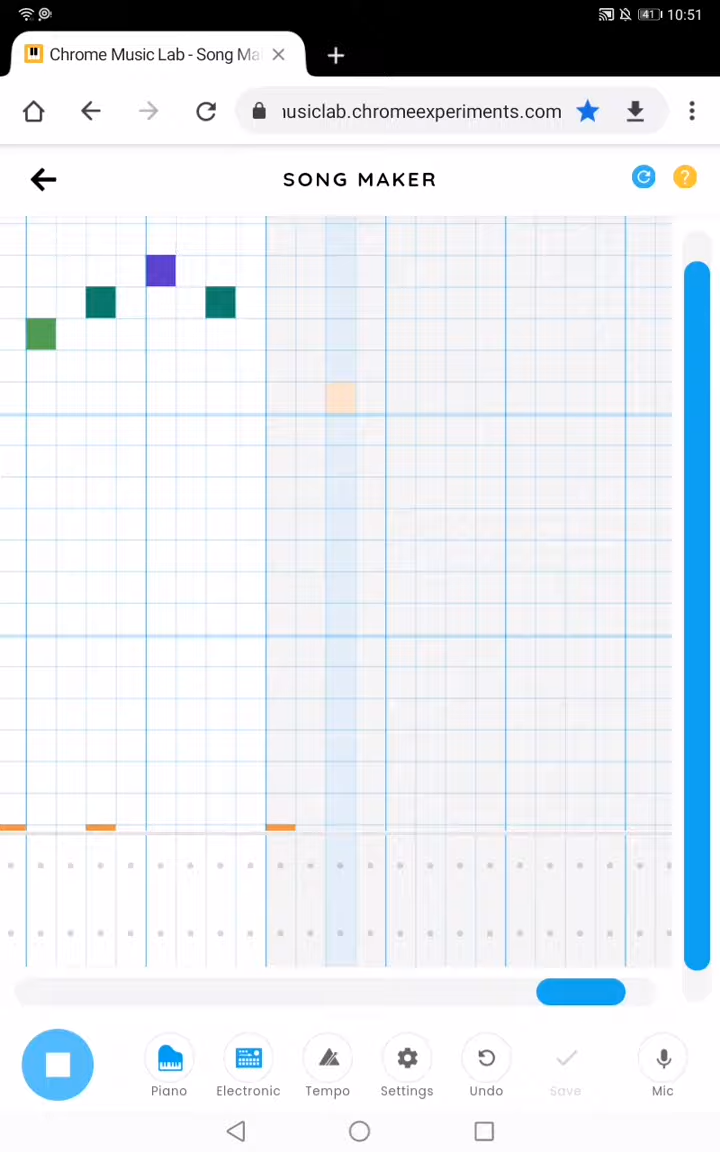 41 10:51
Chrome Music Lab - Song Ma
usiclab.chromeexperiments.com
SONG MAKER
?
Piano Electronic Tempo Settings Undo Save Mic